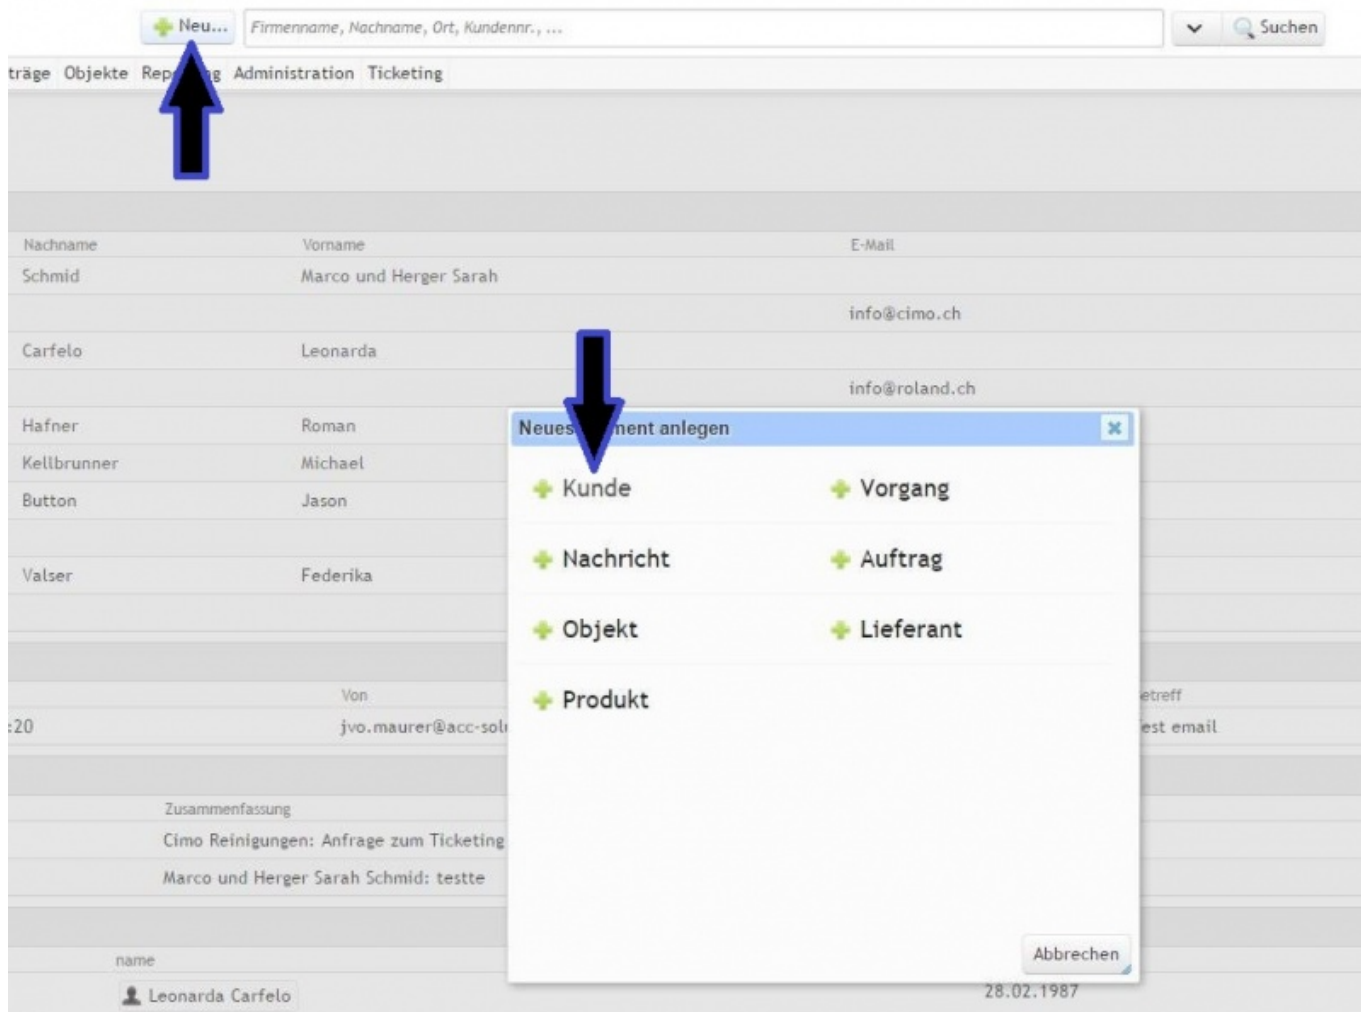 Neu... Firmenname, Nachname, Ort, Kundennr., ... Suchen
träge Objekte Rep ng Administration Ticketing
Nachname Vorname E-Mail
Schmid Marco und Herger Sarah
info@cimo.ch
Carfelo Leonarda
info@roland.ch
Hafner Roman
Kellbrunner Michael
Button Jason
Valser Federika
Neues ment anlegen
Kunde Vorgang
Nachricht Auftrag
Objekt Lieferant
Produkt
Abbrechen
Von etreff
:20 jvo.maurer@acc-solu est email
Zusammenfassung
Cimo Reinigungen: Anfrage zum Ticketing
Marco und Herger Sarah Schmid: testte
name
Leonarda Carfelo 28.02.1987